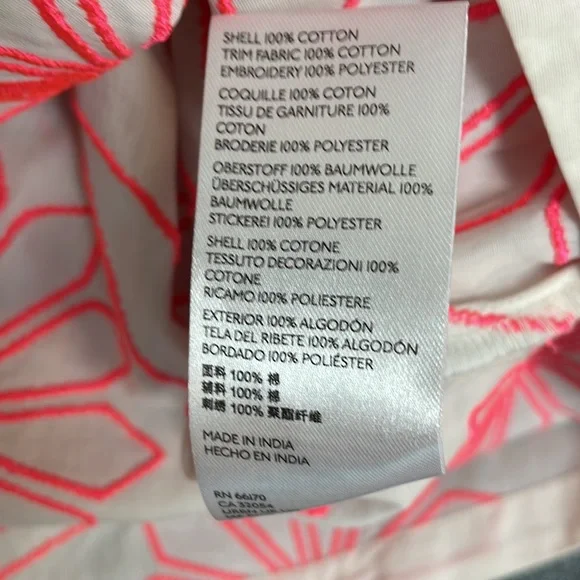 SHELL 100% COTTON
TRIM FABRIC 100% COTTON
EMBROIDERY 100% POLYESTER
COQUILLE 100% COTON
TISSU DE GARNITURE 100%
COTON
BRODERIE 100% POLYESTER
OBERSTOFF 100% BAUMWOLLE
ÜBERSCHÜSSIGES MATERIAL 100%
BAUMWOLLE
STICKEREI 100% POLYESTER
SHELL 100% COTONE
TESSUTO DECORAZIONI 100%
COTONE
RICAMO 100% POLIESTERE
EXTERIOR 100% ALGODÓN
TELA DEL RIBETE 100% ALGODÓN
BORDADO 100% POLIÉSTER
面料 100% 棉
辅料 100% 棉
刺绣 100% 聚酯纤维
MADE IN INDIA
HECHO EN INDIA
RN 66170
CA 32084